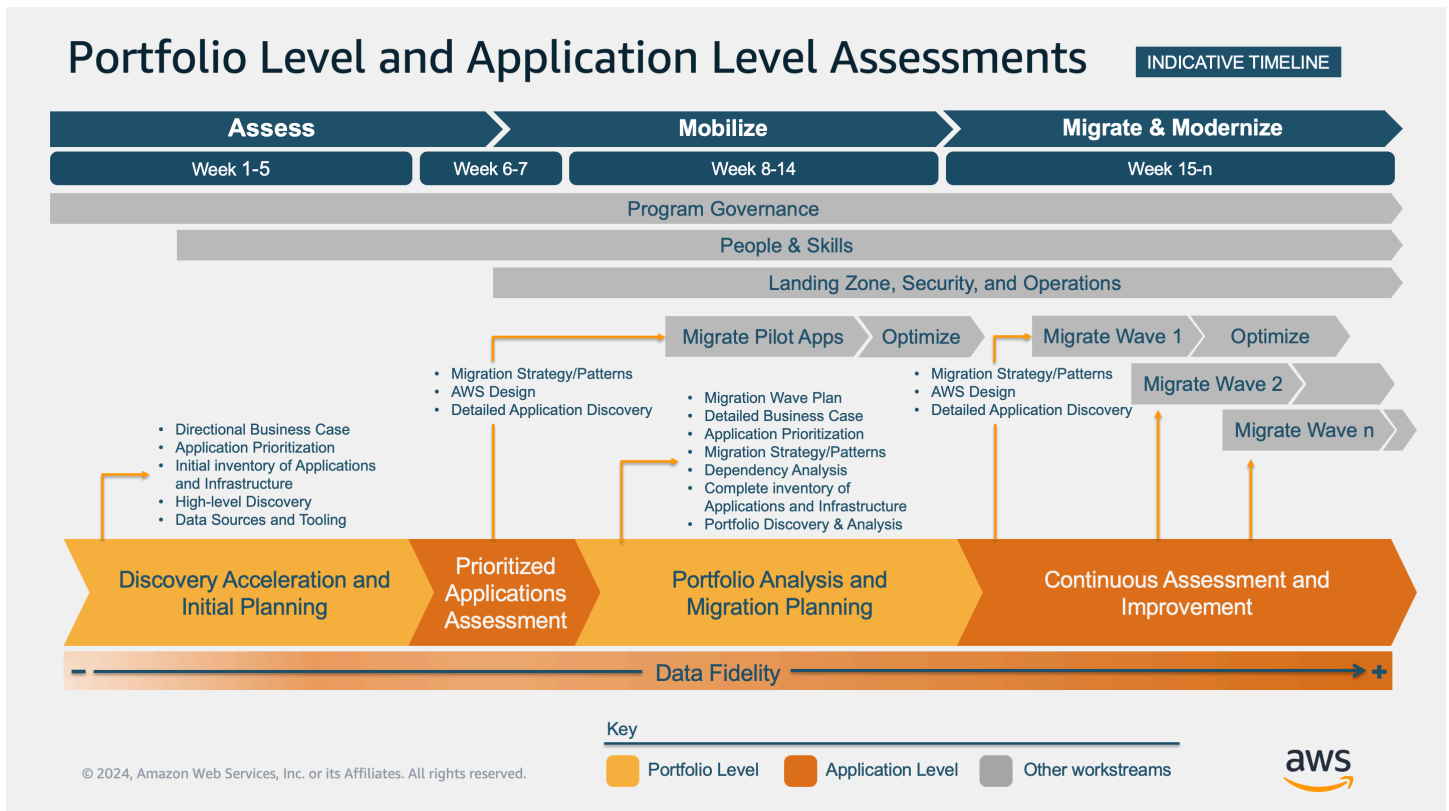 Portfolio Level and Application Level Assessments
INDICATIVE TIMELINE
Assess
Mobilize
Migrate & Modernize
Week 1-5
Week 6-7
Week 8-14
Week 15-n
Program Governance
People & Skills
Landing Zone, Security, and Operations
Migrate Pilot Apps
Optimize
Migrate Wave 1
Optimize
Migrate Wave 2
Migrate Wave n
• Directional Business Case
• Application Prioritization
• Initial inventory of Applications
and Infrastructure
• High-level Discovery
• Data Sources and Tooling
• Migration Strategy/Patterns
• AWS Design
• Detailed Application Discovery
• Migration Wave Plan
• Detailed Business Case
• Application Prioritization
• Migration Strategy/Patterns
• Dependency Analysis
• Complete inventory of
Applications and Infrastructure
• Portfolio Discovery & Analysis
• Migration Strategy/Patterns
• AWS Design
• Detailed Application Discovery
Discovery Acceleration and
Initial Planning
Prioritized
Applications
Assessment
Portfolio Analysis and
Migration Planning
Continuous Assessment and
Improvement
- Data Fidelity +
Key
Portfolio Level
Application Level
Other workstreams
© 2024, Amazon Web Services, Inc. or its Affiliates. All rights reserved.
aws